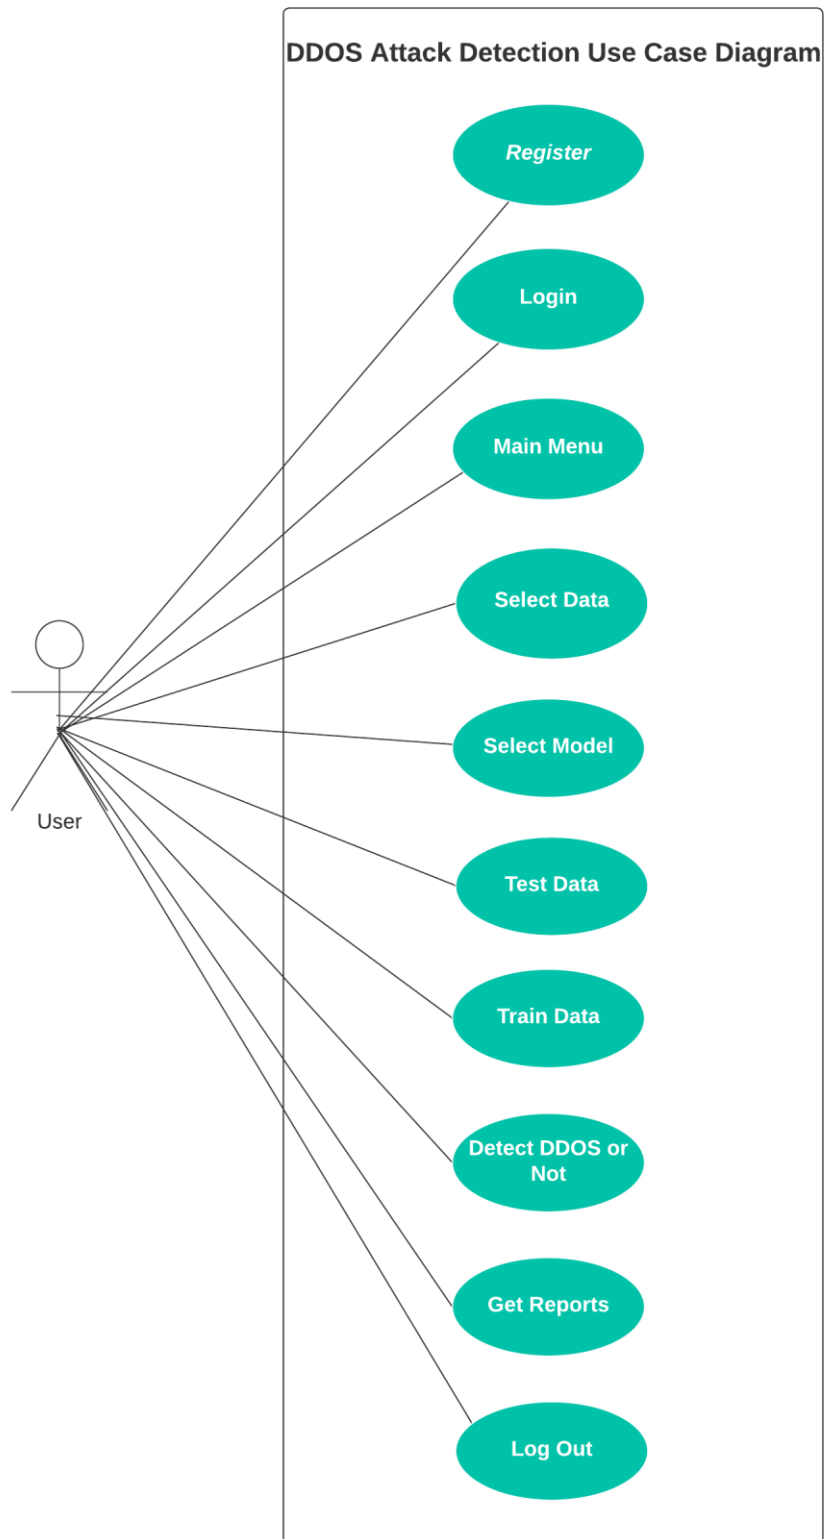 DDOS Attack Detection Use Case Diagram
Register
Login
Main Menu
Select Data
Select Model
User
Test Data
Train Data
Detect DDOS or
Not
Get Reports
Log Out